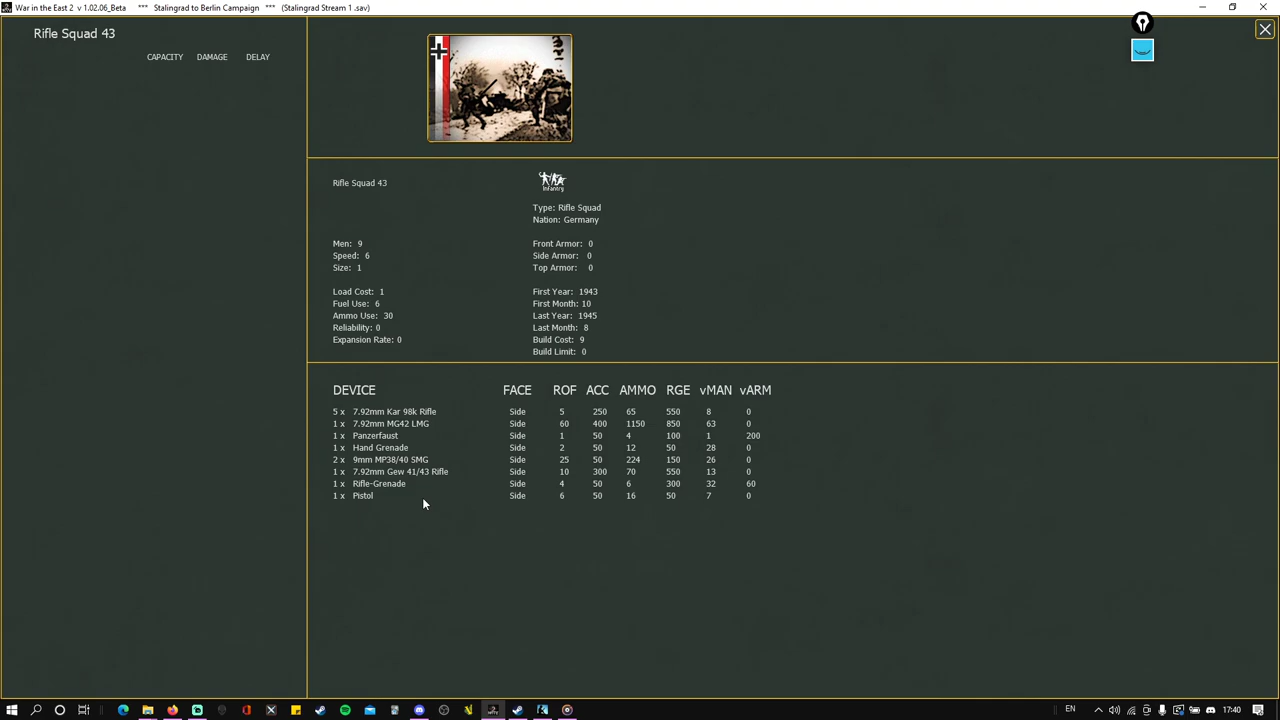 War in the East 2 v 1.02.06_Beta *** Stalingrad to Berlin Campaign *** (Stalingrad Stream 1 .sav)
Rifle Squad 43
CAPACITY DAMAGE DELAY
Rifle Squad 43
Infantry
Type: Rifle Squad
Nation: Germany
Men: 9 Front Armor: 0
Speed: 6 Side Armor: 0
Size: 1 Top Armor: 0
Load Cost: 1 First Year: 1943
Fuel Use: 6 First Month: 10
Ammo Use: 30 Last Year: 1945
Reliability: 0 Last Month: 8
Expansion Rate: 0 Build Cost: 9
Build Limit: 0
DEVICE FACE ROF ACC AMMO RGE vMAN vARM
5 x 7.92mm Kar 98k Rifle Side 5 250 65 550 8 0
1 x 7.92mm MG42 LMG Side 60 400 1150 850 63 0
1 x Panzerfaust Side 1 50 4 100 1 200
1 x Hand Grenade Side 2 50 12 50 28 0
2 x 9mm MP38/40 SMG Side 25 50 224 150 26 0
1 x 7.92mm Gew 41/43 Rifle Side 10 300 70 550 13 0
1 x Rifle-Grenade Side 4 50 6 300 32 60
1 x Pistol Side 6 50 16 50 7 0
EN 17:40